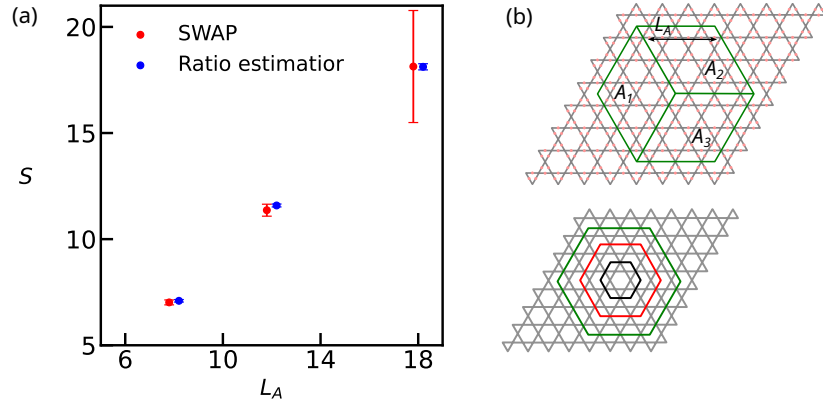 (a)
20
15
10
5
S
SWAP
Ratio estimatior
6
10
14
18
L_A
(b)
L_A
A_1
A_2
A_3